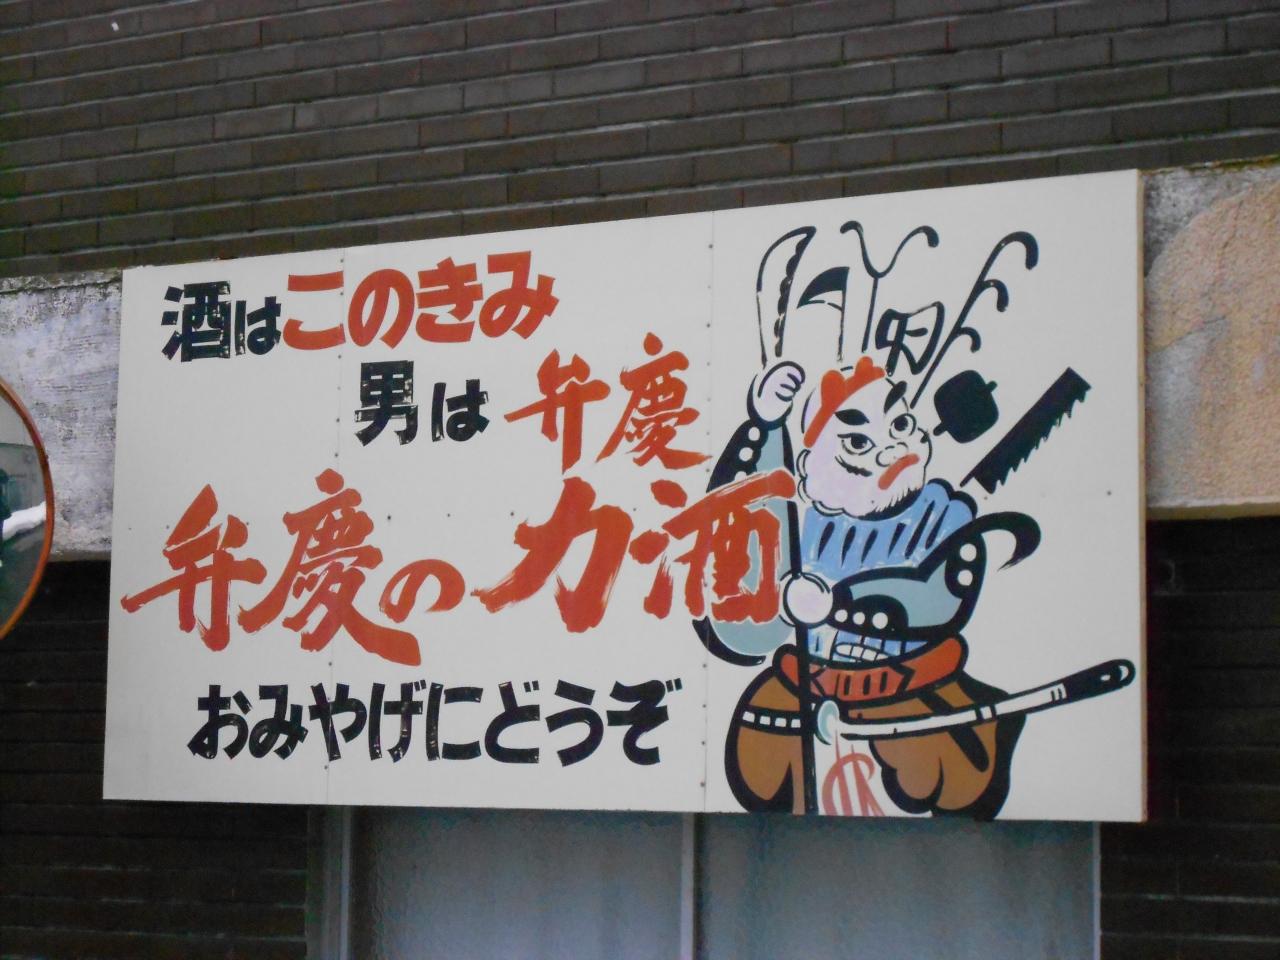 酒はこのきみ
男は弁慶
弁慶の力酒
おみやげにどうぞ